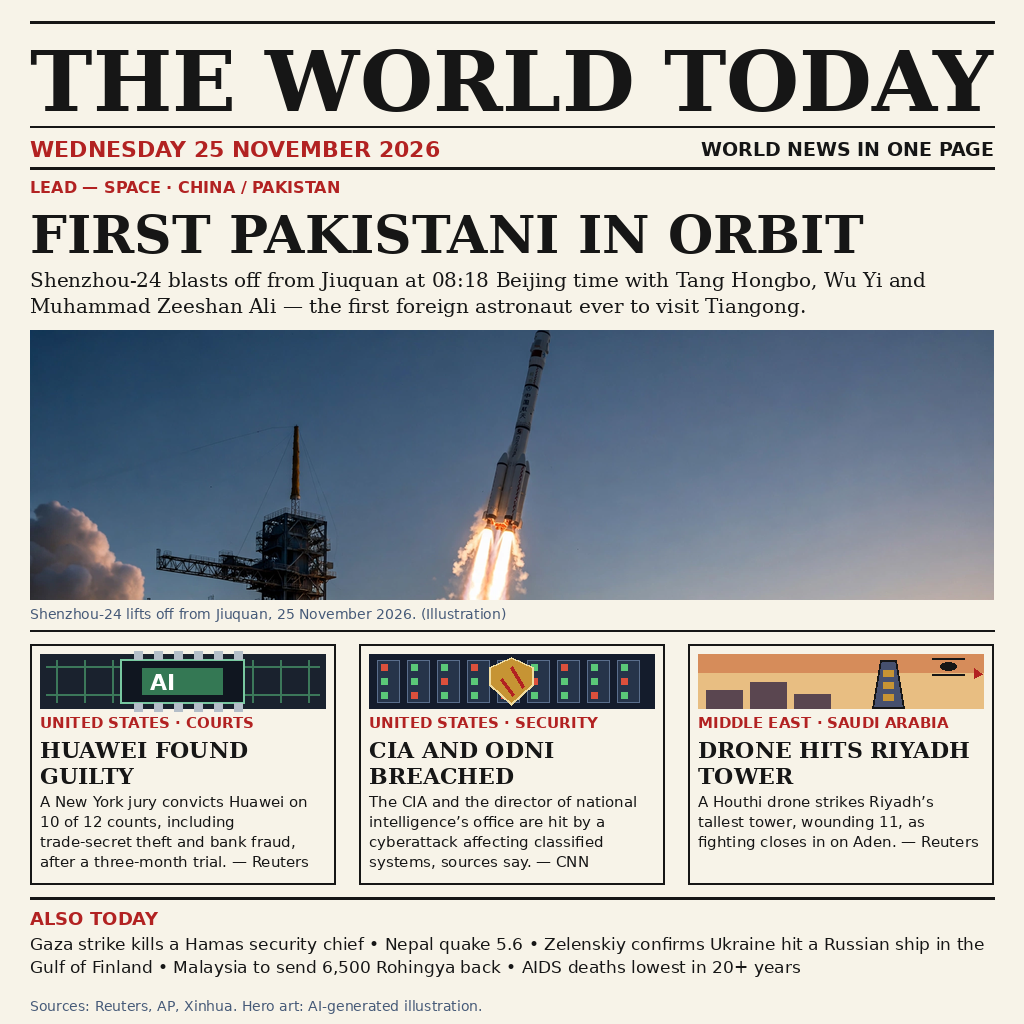 THE WORLD TODAY
WEDNESDAY 25 NOVEMBER 2026
WORLD NEWS IN ONE PAGE
LEAD — SPACE · CHINA / PAKISTAN
FIRST PAKISTANI IN ORBIT
Shenzhou-24 blasts off from Jiuquan at 08:18 Beijing time with Tang Hongbo, Wu Yi and
Muhammad Zeeshan Ali — the first foreign astronaut ever to visit Tiangong.
Shenzhou-24 lifts off from Jiuquan, 25 November 2026. (Illustration)
AI
UNITED STATES · COURTS
HUAWEI FOUND
GUILTY
A New York jury convicts Huawei on
10 of 12 counts, including
trade-secret theft and bank fraud,
after a three-month trial. — Reuters
UNITED STATES · SECURITY
CIA AND ODNI
BREACHED
The CIA and the director of national
intelligence’s office are hit by a
cyberattack affecting classified
systems, sources say. — CNN
MIDDLE EAST · SAUDI ARABIA
DRONE HITS RIYADH
TOWER
A Houthi drone strikes Riyadh’s
tallest tower, wounding 11, as
fighting closes in on Aden. — Reuters
ALSO TODAY
Gaza strike kills a Hamas security chief • Nepal quake 5.6 • Zelenskiy confirms Ukraine hit a Russian ship in the
Gulf of Finland • Malaysia to send 6,500 Rohingya back • AIDS deaths lowest in 20+ years
Sources: Reuters, AP, Xinhua. Hero art: AI-generated illustration.